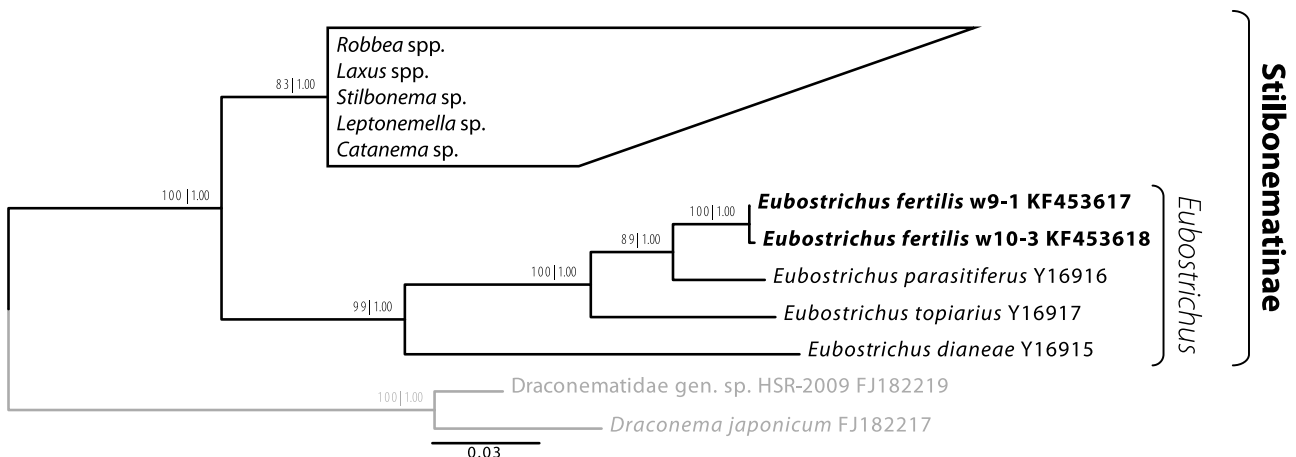 Robbea spp.
Laxus spp.
Stilbonema sp.
Leptonemella sp.
Catanema sp.
83|1.00
100|1.00
Eubostrichus fertilis w9-1 KF453617
100|1.00
Eubostrichus fertilis w10-3 KF453618
89|1.00
Eubostrichus parasitiferus Y16916
100|1.00
Eubostrichus topiarius Y16917
99|1.00
Eubostrichus dianeae Y16915
Eubostrichus
Stilbonematinae
Draconematidae gen. sp. HSR-2009 FJ182219
100|1.00
Draconema japonicum FJ182217
0.03